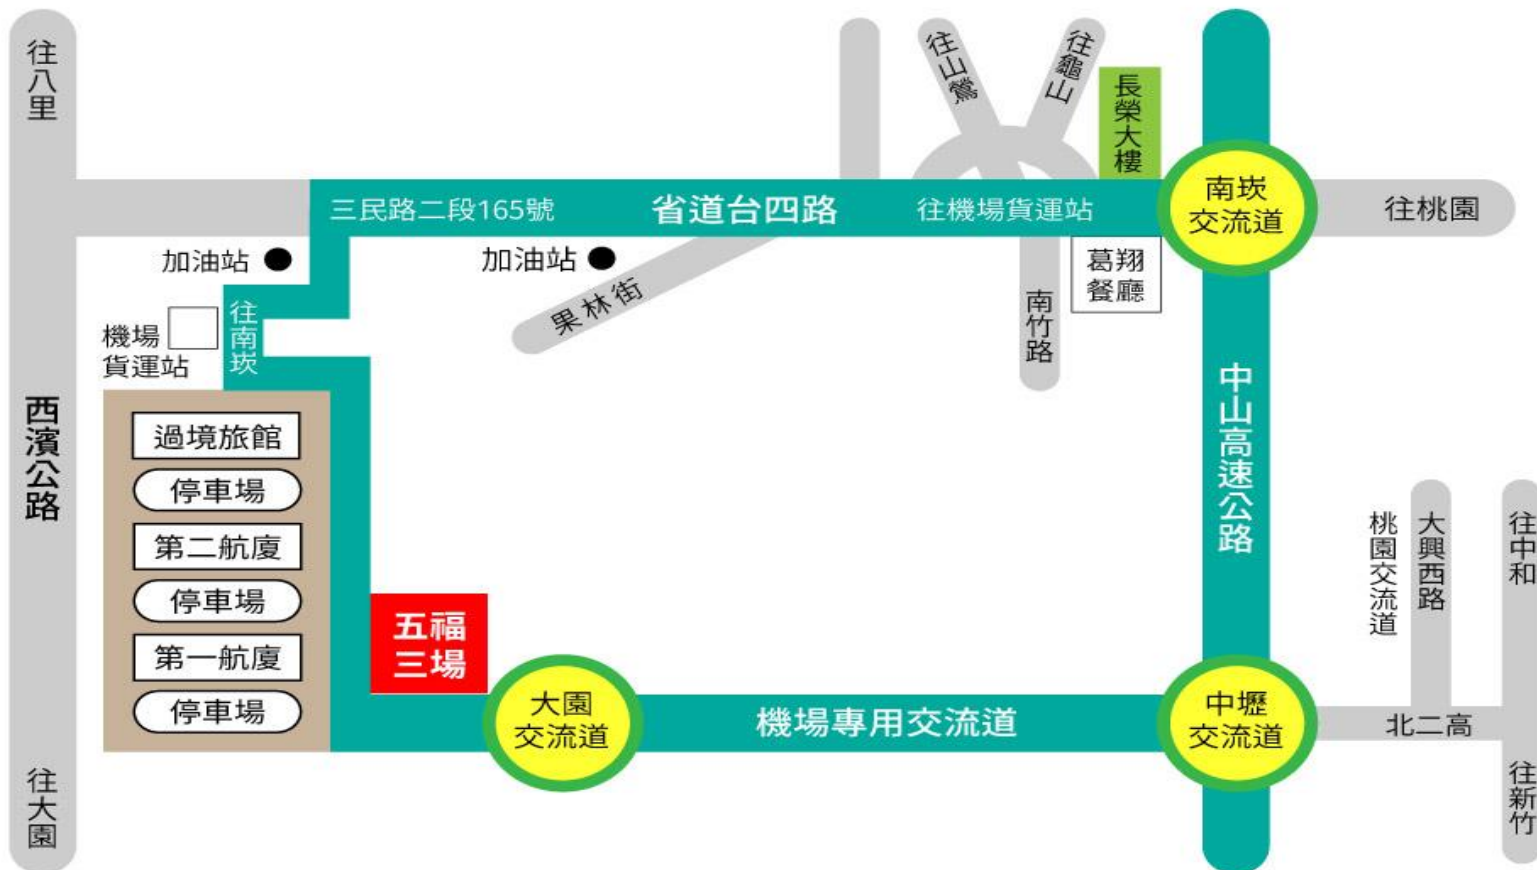 往八里
西濱公路
往大園
三民路二段165號
省道台四路
往機場貨運站
往山鶯
往龜山
長榮大樓
南崁
交流道
往桃園
加油站
加油站
果林街
南竹路
葛翔
餐廳
往南崁
機場
貨運站
過境旅館
停車場
第二航廈
停車場
第一航廈
停車場
五福
三場
大園
交流道
機場專用交流道
中山高速公路
中壢
交流道
北二高
桃園交流道
大興西路
往中和
往新竹